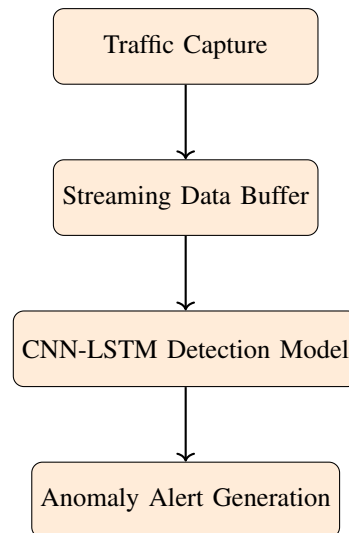 Traffic Capture
Streaming Data Buffer
CNN-LSTM Detection Model
Anomaly Alert Generation